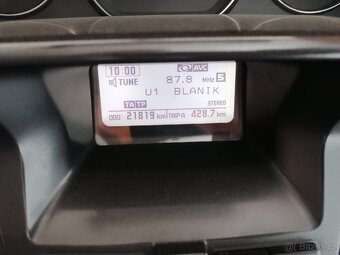 10:00 AVC
TUNE 87.8 MHz 5
U1 BLANIK
TA TP STEREO
ODO 21819 km TRIP A 428.7 km